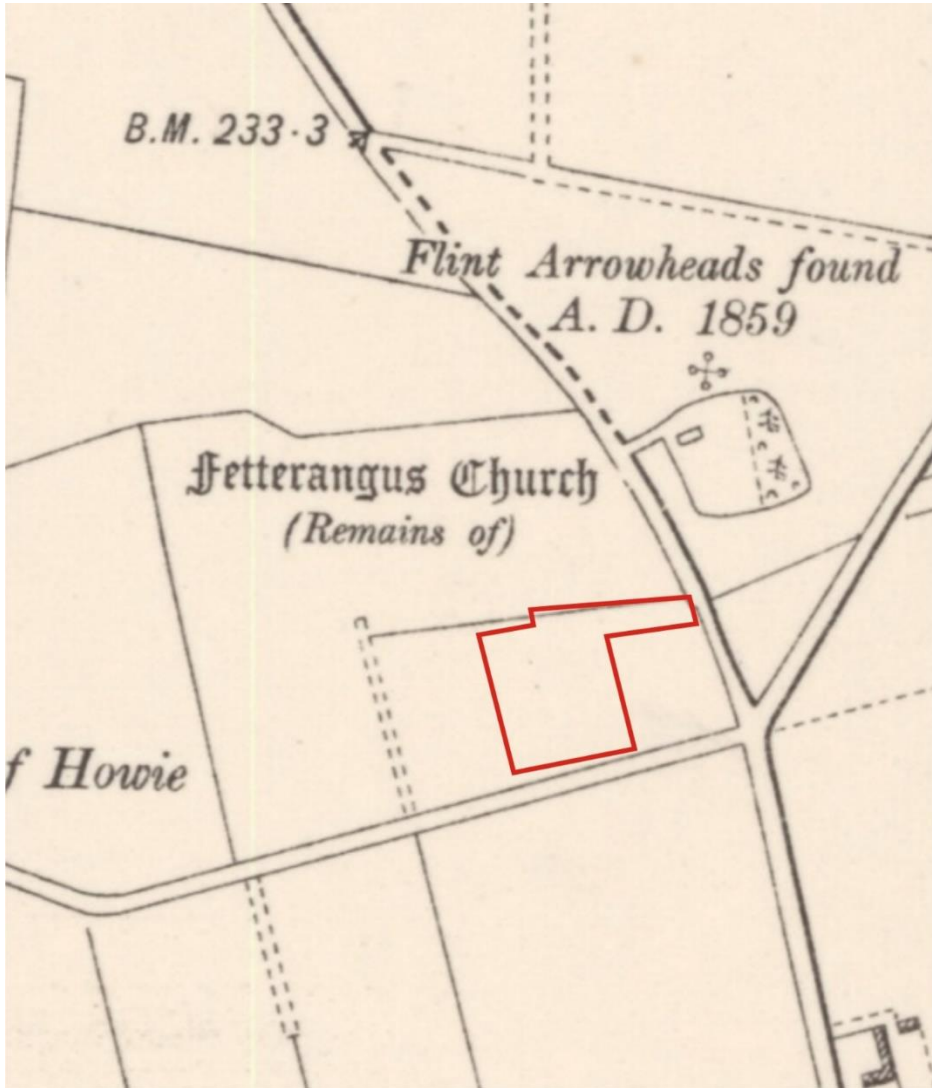 B.M. 233·3
Flint Arrowheads found
A. D. 1859
Fetterangus Church
(Remains of)
f Howie